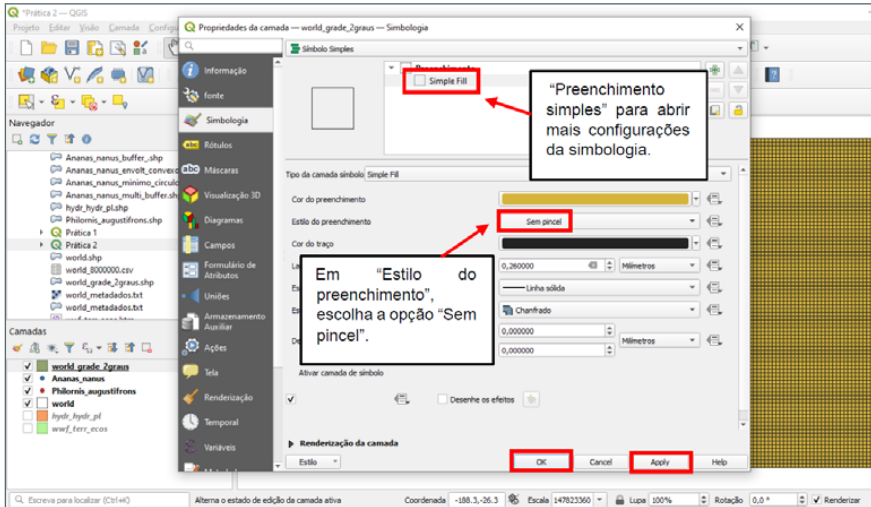 *Prática 2 — QGIS
Projeto Editar Visão Camada
Propriedades da camada — world_grade_2graus — Simbologia
Navegador
Ananas_nanus_buffer_.shp
Ananas_nanus_envolt_convexo
Ananas_nanus_minimo_circulo
Ananas_nanus_multi_buffer.sh
hydr_hydr_pl.shp
Philornis_augustifrons.shp
Prática 1
Prática 2
world.shp
world_8000000.csv
world_grade_2graus.shp
world_metadados.txt
world_metadados.txt
Camadas
world_grade_2graus
Ananas_nanus
Philornis_augustifrons
world
hydr_hydr_pl
wwf_terr_ecos
Informação
fonte
Simbologia
abc Rótulos
abc Máscaras
Visualização 3D
Diagramas
Campos
Formulário de
Atributos
Uniões
Armazenamento
Auxiliar
Ações
Tela
Renderização
Temporal
Variáveis
Símbolo Simples
Preenchimento
Simple Fill
“Preenchimento
simples” para abrir
mais configurações
da simbologia.
Tipo da camada símbolo Simple Fill
Cor do preenchimento
Estilo do preenchimento Sem pincel
Cor do traço
0,260000 Milímetros
Linha sólida
Chanfrado
0,000000
Milímetros
0,000000
Em “Estilo do
preenchimento”,
escolha a opção “Sem
pincel”.
Ativar camada de símbolo
Desenhe os efeitos
Renderização da camada
Estilo OK Cancel Apply Help
Escreva para localizar (Ctrl+K) Alterna o estado de edição da camada ativa Coordenada -188.3,-26.3 Escala 147823360 Lupa 100% Rotação 0,0 ° Renderizar